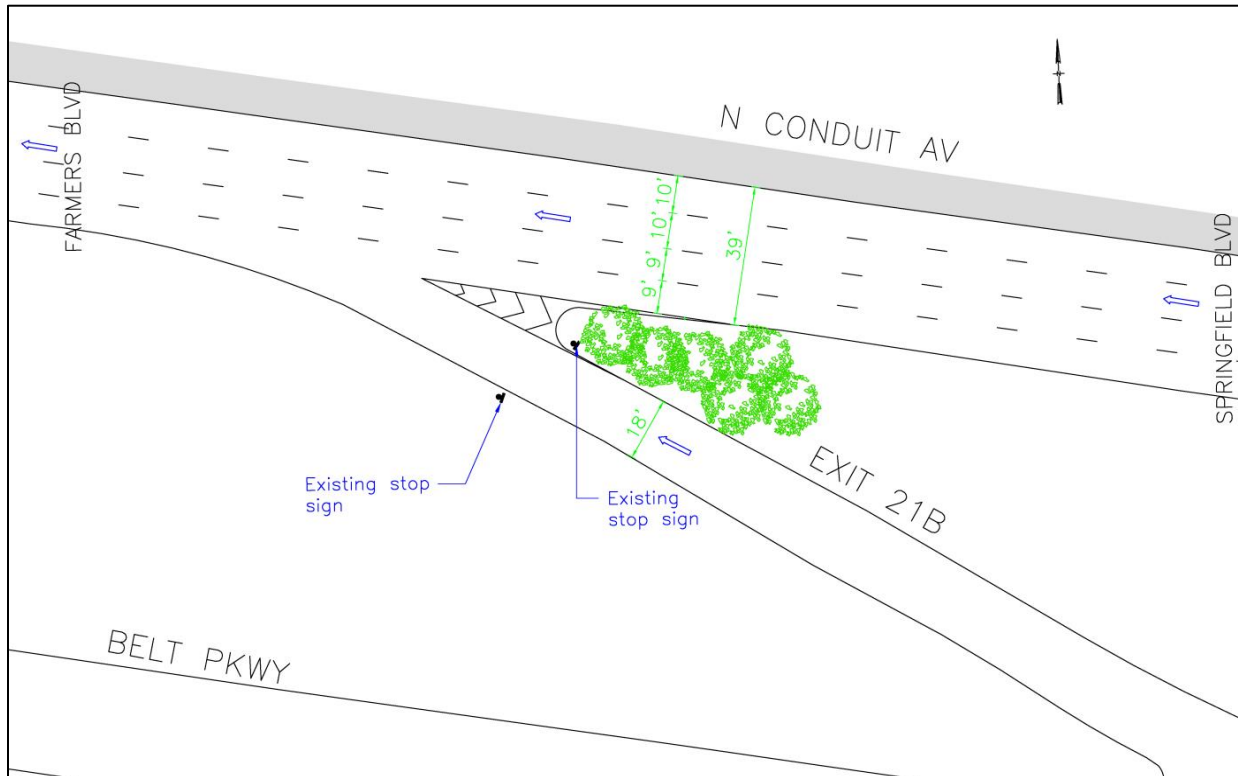 N CONDUIT AV
FARMERS BLVD
SPRINGFIELD BLVD
10'
10'
9'
9'
39'
18'
EXIT 21B
Existing stop
sign
Existing
stop sign
BELT PKWY